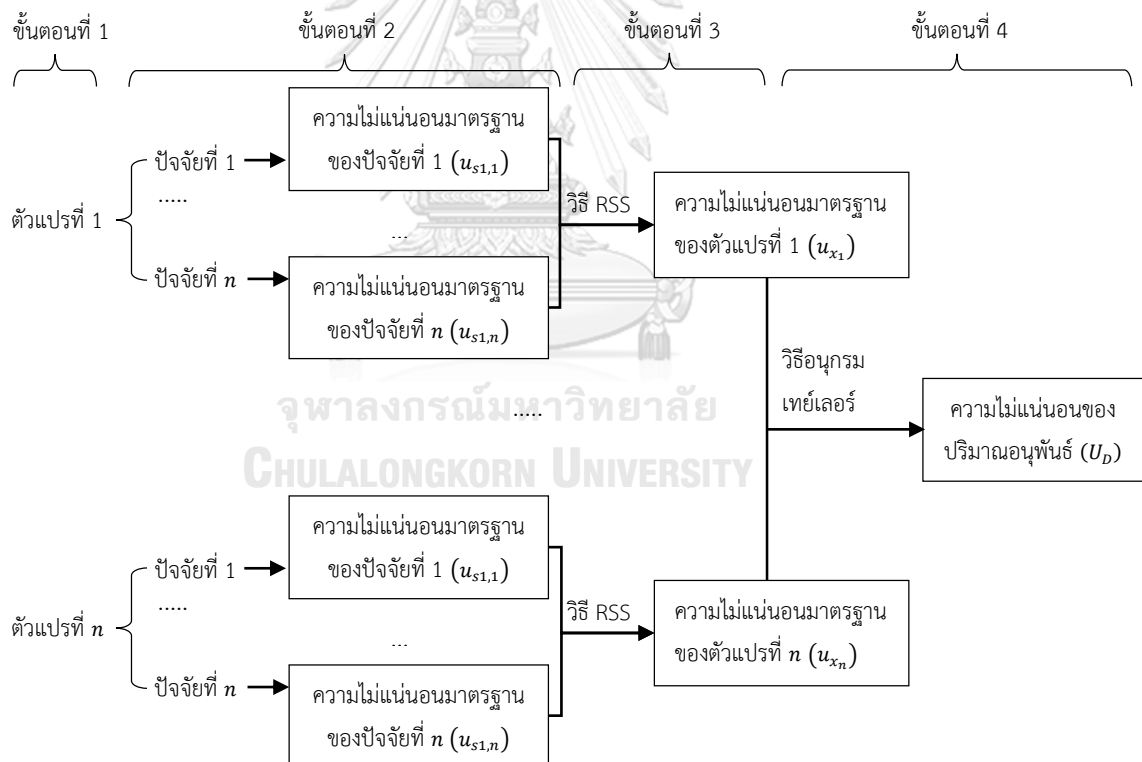 ขั้นตอนที่ 1
ขั้นตอนที่ 2
ขั้นตอนที่ 3
ขั้นตอนที่ 4
ความไม่แน่นอนมาตรฐาน
ของปัจจัยที่ 1 (u_{s1,1})
ปัจจัยที่ 1
.....
ตัวแปรที่ 1
...
ปัจจัยที่ n
ความไม่แน่นอนมาตรฐาน
ของปัจจัยที่ n (u_{s1,n})
วิธี RSS
ความไม่แน่นอนมาตรฐาน
ของตัวแปรที่ 1 (u_{x_1})
วิธีอนุกรม
เทย์เลอร์
ความไม่แน่นอนของ
ปริมาณอนุพันธ์ (U_D)
.....
จุฬาลงกรณ์มหาวิทยาลัย
CHULALONGKORN UNIVERSITY
ความไม่แน่นอนมาตรฐาน
ของปัจจัยที่ 1 (u_{s1,1})
ปัจจัยที่ 1
.....
ตัวแปรที่ n
...
ปัจจัยที่ n
ความไม่แน่นอนมาตรฐาน
ของปัจจัยที่ n (u_{s1,n})
วิธี RSS
ความไม่แน่นอนมาตรฐาน
ของตัวแปรที่ n (u_{x_n})